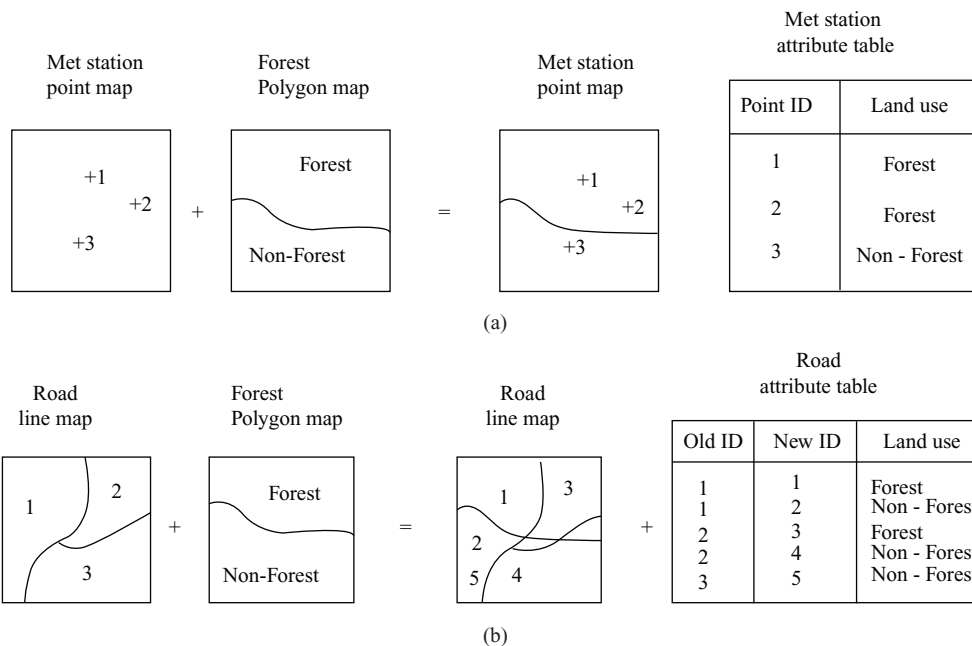 Met station
attribute table
Met station
point map
Forest
Polygon map
Met station
point map
Point ID Land use
+1
+2
+3
+
Forest
Non-Forest
=
+1
+2
+3
1 Forest
2 Forest
3 Non - Forest
(a)
Road
attribute table
Road
line map
Forest
Polygon map
Road
line map
Old ID New ID Land use
1
2
3
+
Forest
Non-Forest
=
1
3
2
5
4
+
1 1 Forest
1 2 Non - Fores
2 3 Forest
2 4 Non - Fores
3 5 Non - Fores
(b)